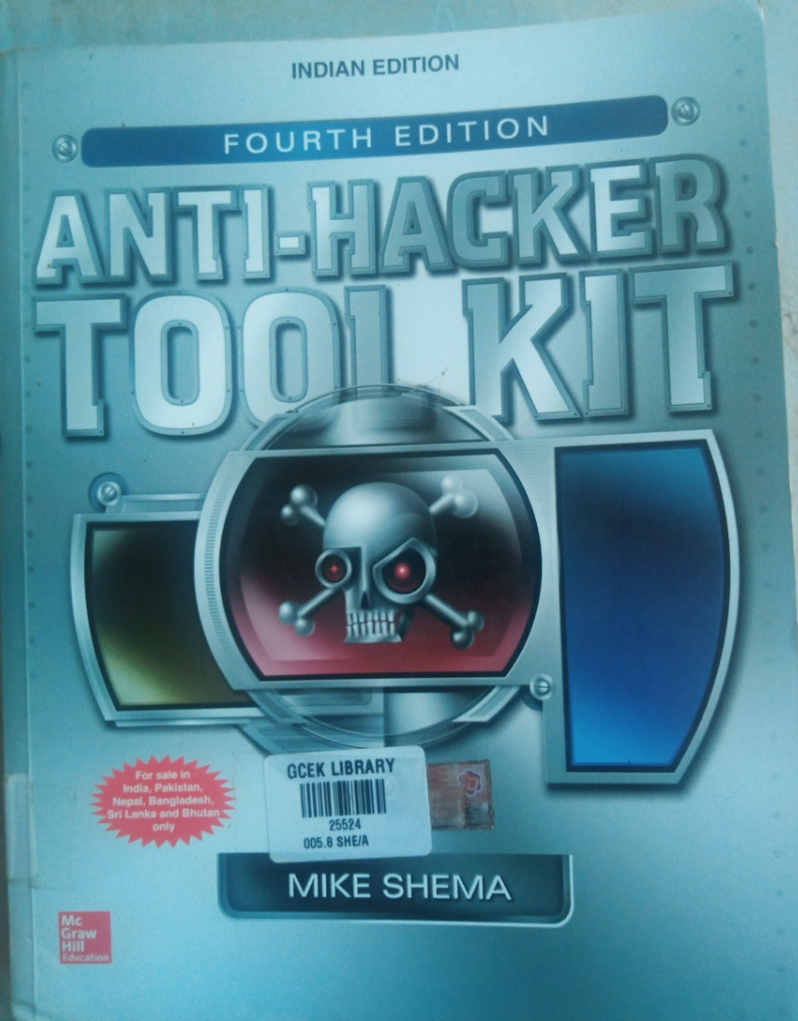 INDIAN EDITION
FOURTH EDITION
ANTI-HACKER
TOOL KIT
For sale in
India, Pakistan,
Nepal, Bangladesh,
Sri Lanka and Bhutan
only
GCEK LIBRARY
25524
005.8 SHE/A
MIKE SHEMA
Mc
Graw
Hill
Education